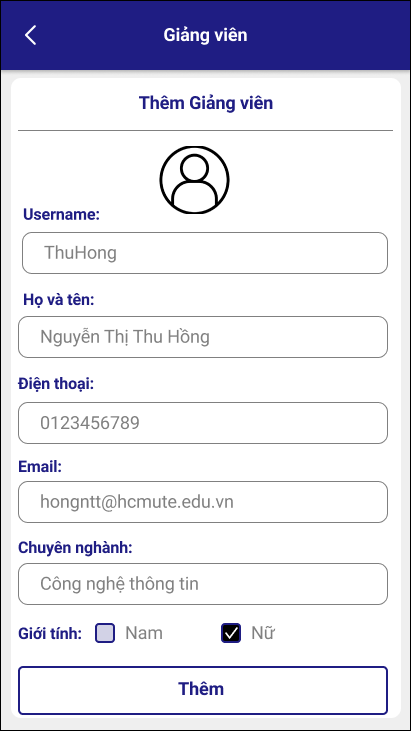 Giảng viên
Thêm Giảng viên
Username:
ThuHong
Họ và tên:
Nguyễn Thị Thu Hồng
Điện thoại:
0123456789
Email:
hongntt@hcmute.edu.vn
Chuyên nghành:
Công nghệ thông tin
Giới tính: Nam Nữ
Thêm